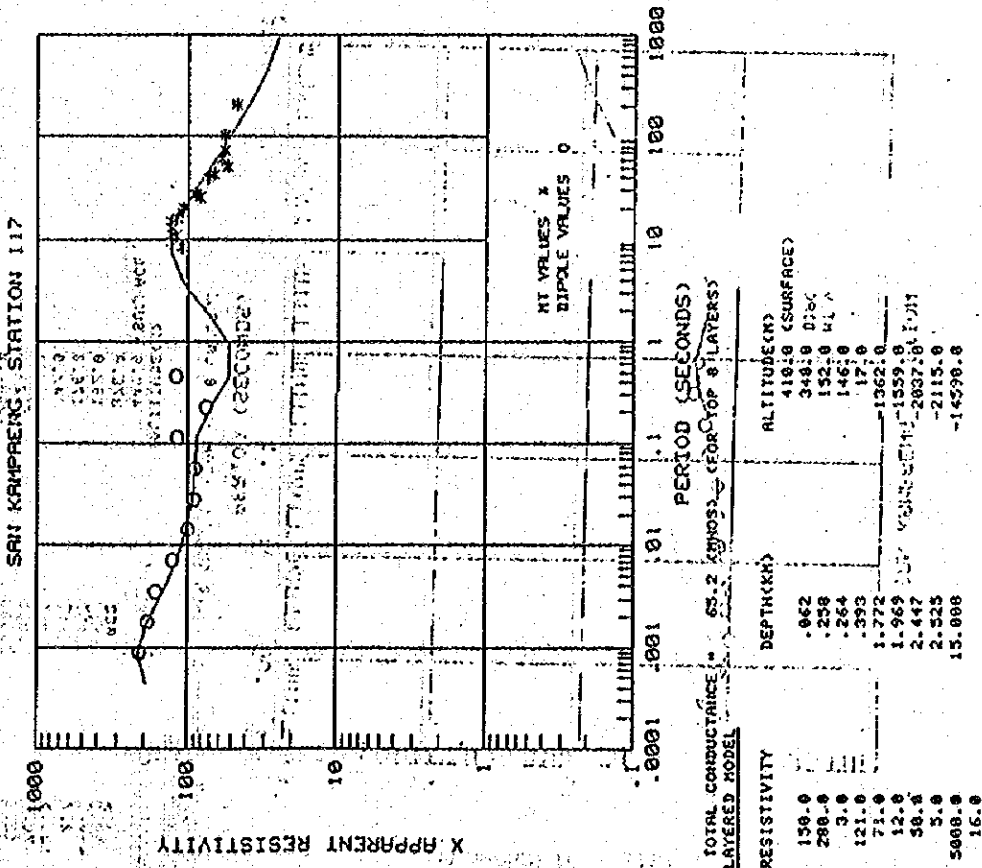 SAN KAMPAENG, STATION 117
X APPARENT RESISTIVITY
1000
100
10
1
.1
MT VALUES *
DIPOLE VALUES O
.0001
.001
.01
.1
1
10
100
1000
PERIOD (SECONDS)
TOTAL CONDUCTANCE = 65.2 (MHOS) (FOR TOP 8 LAYERS)
LAYERED MODEL
RESISTIVITY DEPTH(KM) ALTITUDE(M)
410.0 (SURFACE)
150.0 .062 348.0
280.0 .258 152.0
3.0 .264 146.0
121.0 .393 17.0
71.0 1.772 -1362.0
12.0 1.969 -1559.0
50.0 2.447 -2037.0
5.0 2.525 -2115.0
5000.0 15.000 -14590.0
16.0